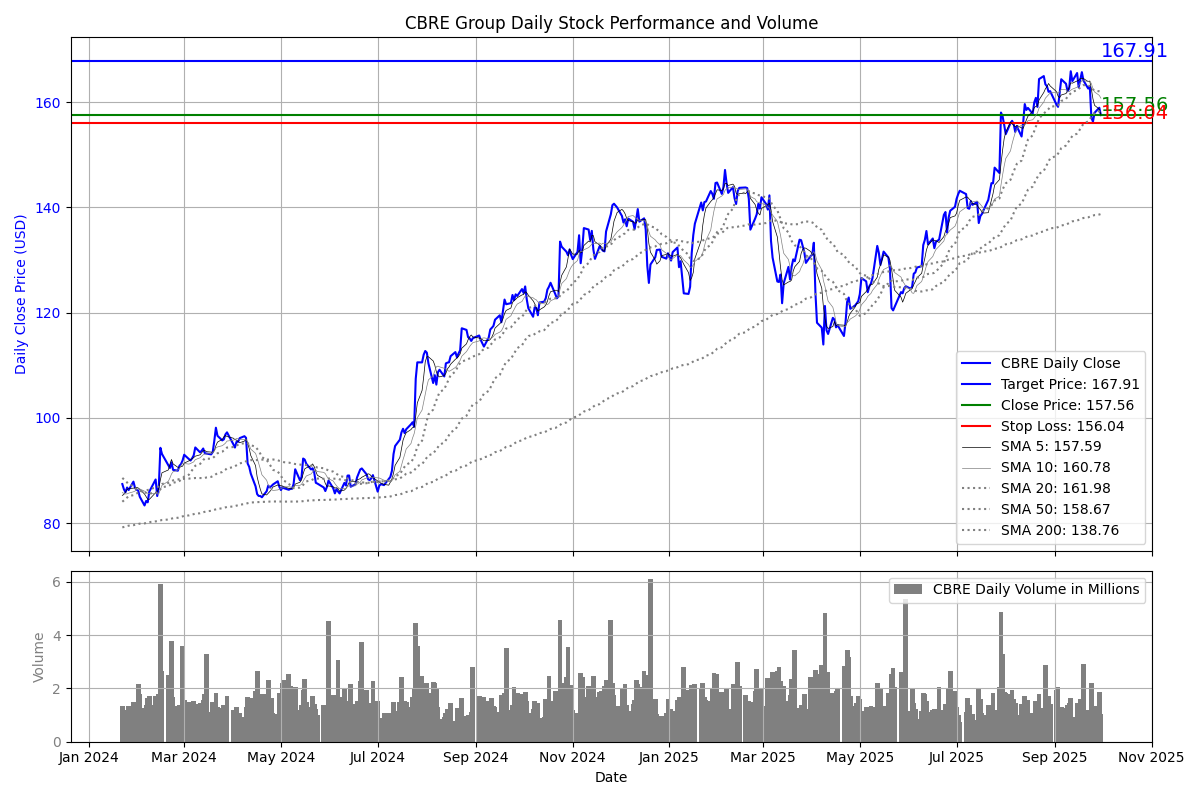 CBRE Group Daily Stock Performance and Volume
167.91
157.56
156.04
Daily Close Price (USD)
160
140
120
100
80
CBRE Daily Close
Target Price: 167.91
Close Price: 157.56
Stop Loss: 156.04
SMA 5: 157.59
SMA 10: 160.78
SMA 20: 161.98
SMA 50: 158.67
SMA 200: 138.76
CBRE Daily Volume in Millions
Volume
6
4
2
0
Jan 2024 Mar 2024 May 2024 Jul 2024 Sep 2024 Nov 2024 Jan 2025 Mar 2025 May 2025 Jul 2025 Sep 2025 Nov 2025
Date